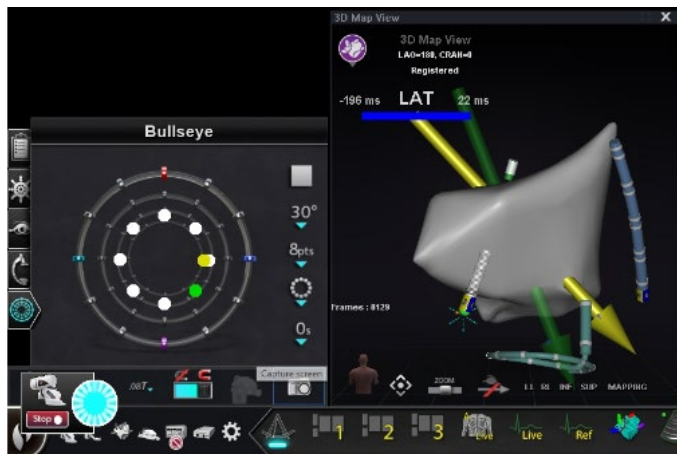 3D Map View
X
3D Map View
LAO=180, CRAN=0
Registered
-196 ms LAT 22 ms
Bullseye
30°
8pts
0s
Frames : 8129
Capture screen
.08T
ZOOM
LL RL INF SUP MAPPING
Stop
1 2 3 Live Live Ref